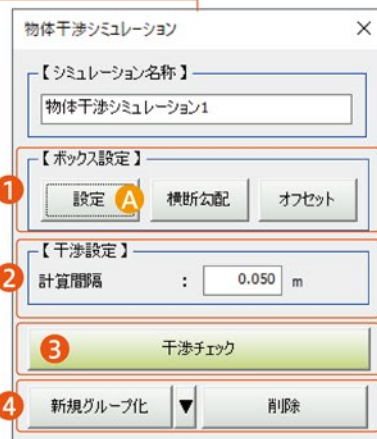 物体干渉シミュレーション ×
【シミュレーション名称】
物体干渉シミュレーション1
【ボックス設定】
1 設定 A 横断勾配 オフセット
【干渉設定】
2 計算間隔 : 0.050 m
3 干渉チェック
4 新規グループ化 ▼ 削除